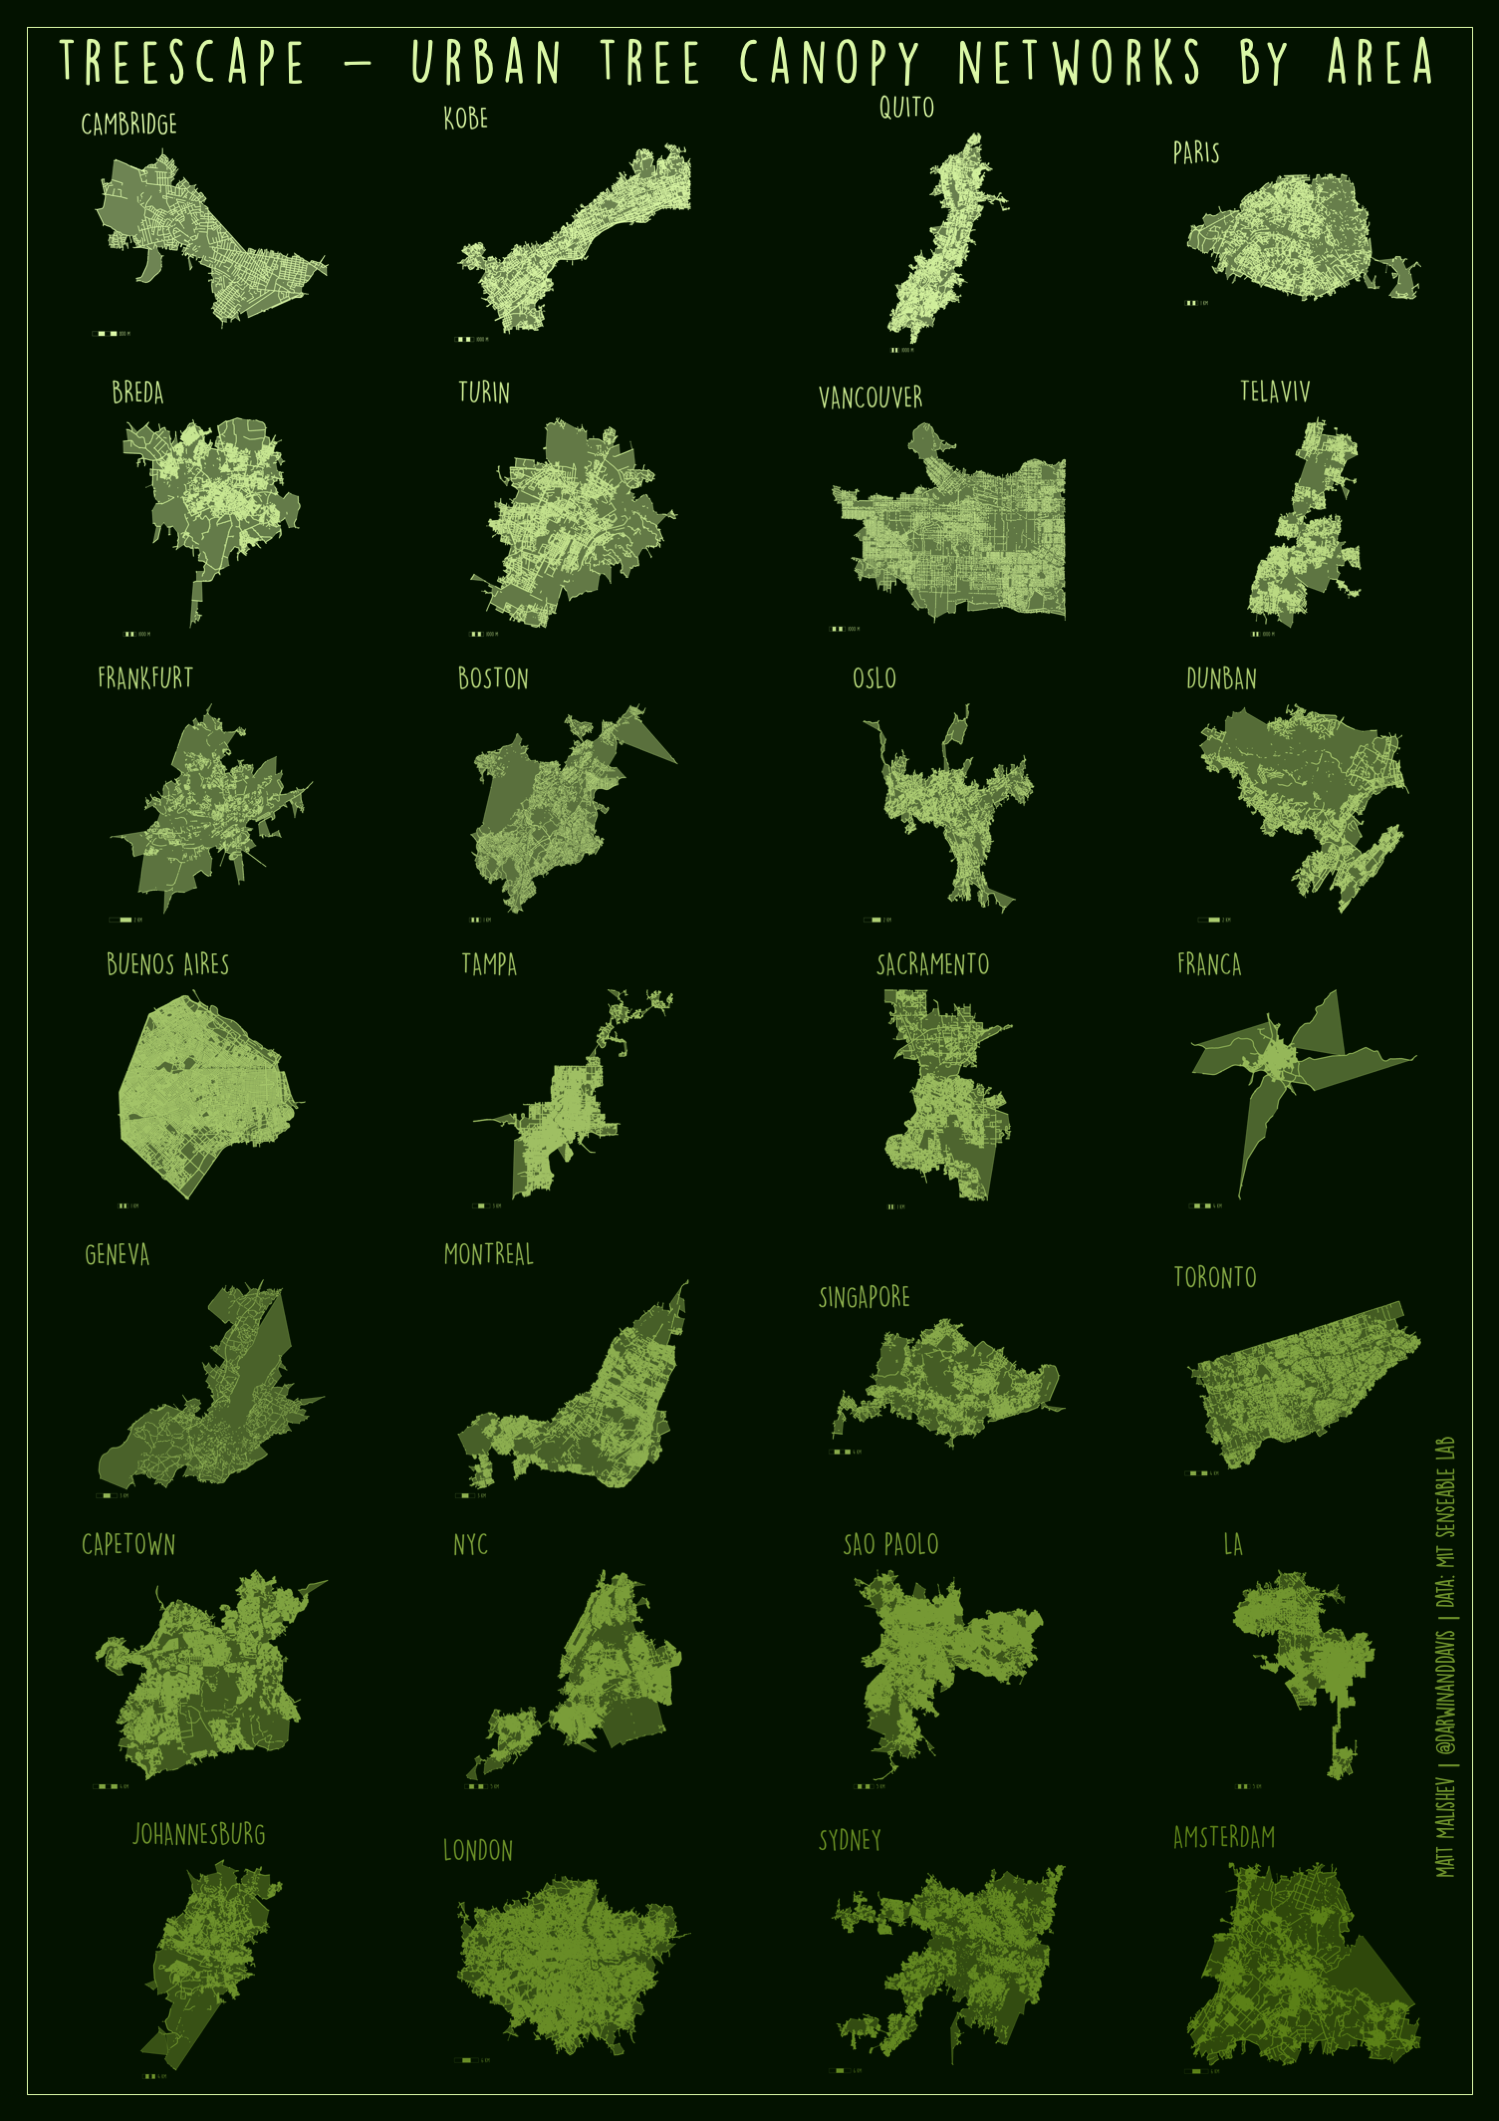 TREESCAPE – URBAN TREE CANOPY NETWORKS BY AREA
CAMBRIDGE
KOBE
QUITO
PARIS
BREDA
TURIN
VANCOUVER
TELAVIV
FRANKFURT
BOSTON
OSLO
DUNBAN
BUENOS AIRES
TAMPA
SACRAMENTO
FRANCA
GENEVA
MONTREAL
SINGAPORE
TORONTO
CAPETOWN
NYC
SAO PAOLO
LA
JOHANNESBURG
LONDON
SYDNEY
AMSTERDAM
MATT MALISHEV | @DARWINANDDAVIS | DATA: MIT SENSEABLE LAB